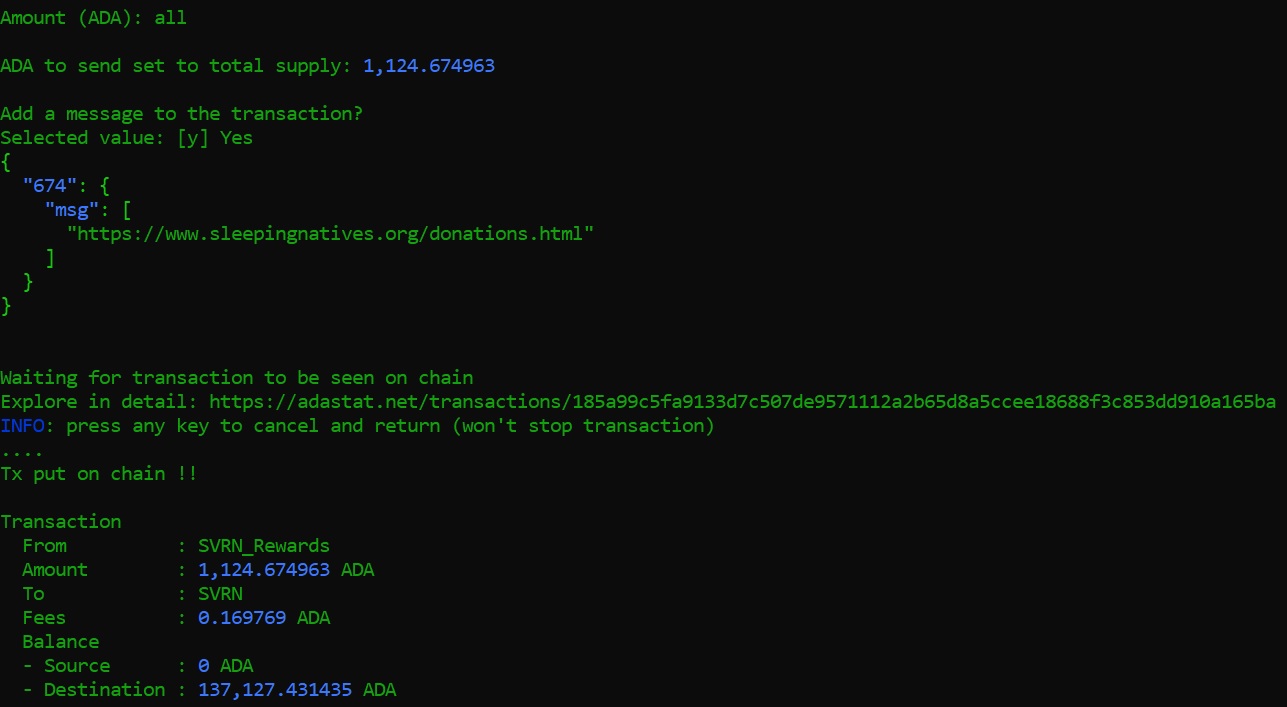 Amount (ADA): all
ADA to send set to total supply: 1,124.674963
Add a message to the transaction?
Selected value: [y] Yes
{
"674": {
"msg": [
"https://www.sleepingnatives.org/donations.html"
]
}
}
Waiting for transaction to be seen on chain
Explore in detail: https://adastat.net/transactions/185a99c5fa9133d7c507de9571112a2b65d8a5ccee18688f3c853dd910a165ba
INFO: press any key to cancel and return (won't stop transaction)
....
Tx put on chain !!
Transaction
From : SVRN_Rewards
Amount : 1,124.674963 ADA
To : SVRN
Fees : 0.169769 ADA
Balance
- Source : 0 ADA
- Destination : 137,127.431435 ADA